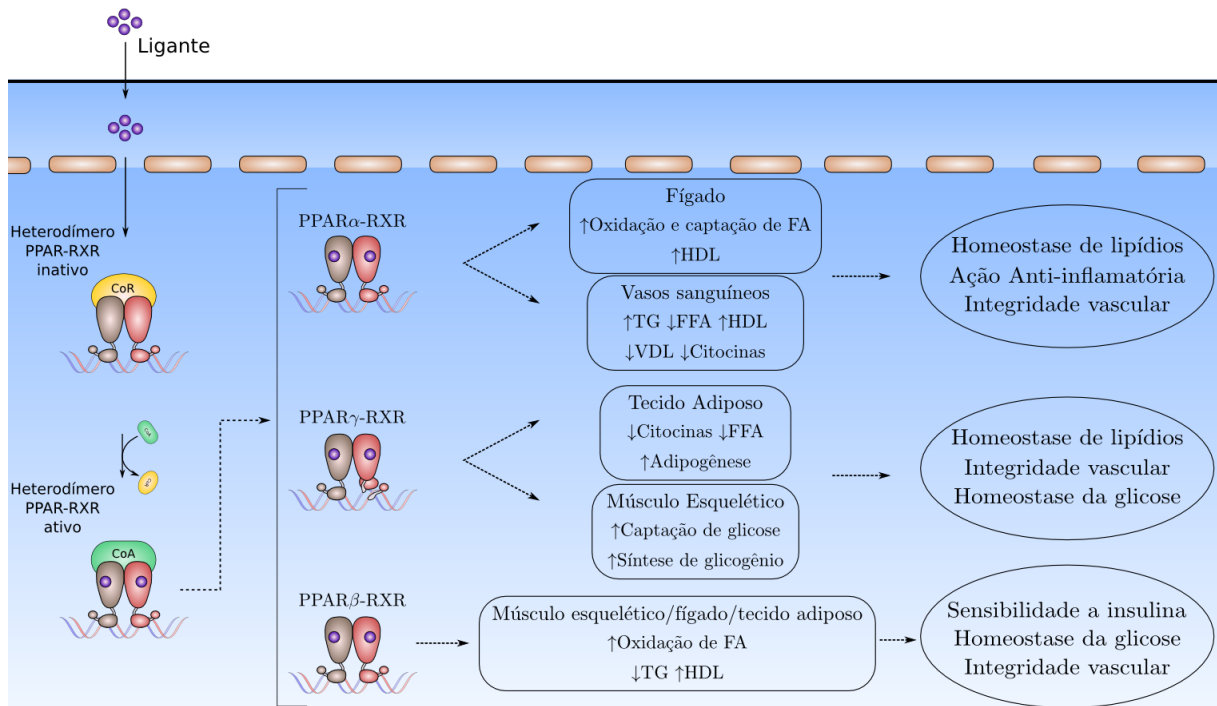 Ligante
Heterodímero
PPAR-RXR
inativo
CoR
CoA
CoR
Heterodímero
PPAR-RXR
ativo
CoA
PPARα-RXR
Fígado
↑Oxidação e captação de FA
↑HDL
Vasos sanguíneos
↑TG ↓FFA ↑HDL
↓VDL ↓Citocinas
Homeostase de lipídios
Ação Anti-inflamatória
Integridade vascular
PPARγ-RXR
Tecido Adiposo
↓Citocinas ↓FFA
↑Adipogênese
Músculo Esquelético
↑Captação de glicose
↑Síntese de glicogênio
Homeostase de lipídios
Integridade vascular
Homeostase da glicose
PPARβ-RXR
Músculo esquelético/fígado/tecido adiposo
↑Oxidação de FA
↓TG ↑HDL
Sensibilidade a insulina
Homeostase da glicose
Integridade vascular